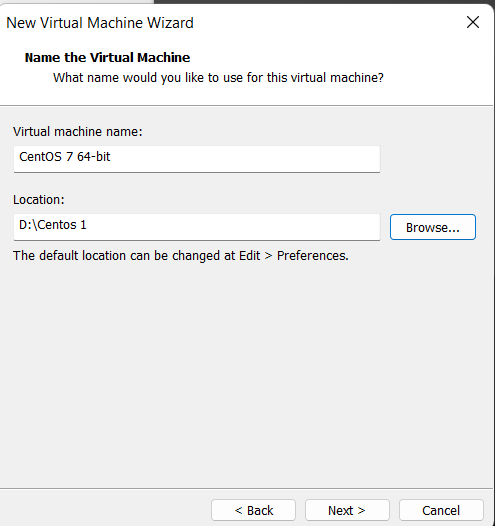 New Virtual Machine Wizard
Name the Virtual Machine
What name would you like to use for this virtual machine?
Virtual machine name:
CentOS 7 64-bit
Location:
D:\Centos 1
Browse...
The default location can be changed at Edit > Preferences.
< Back
Next >
Cancel